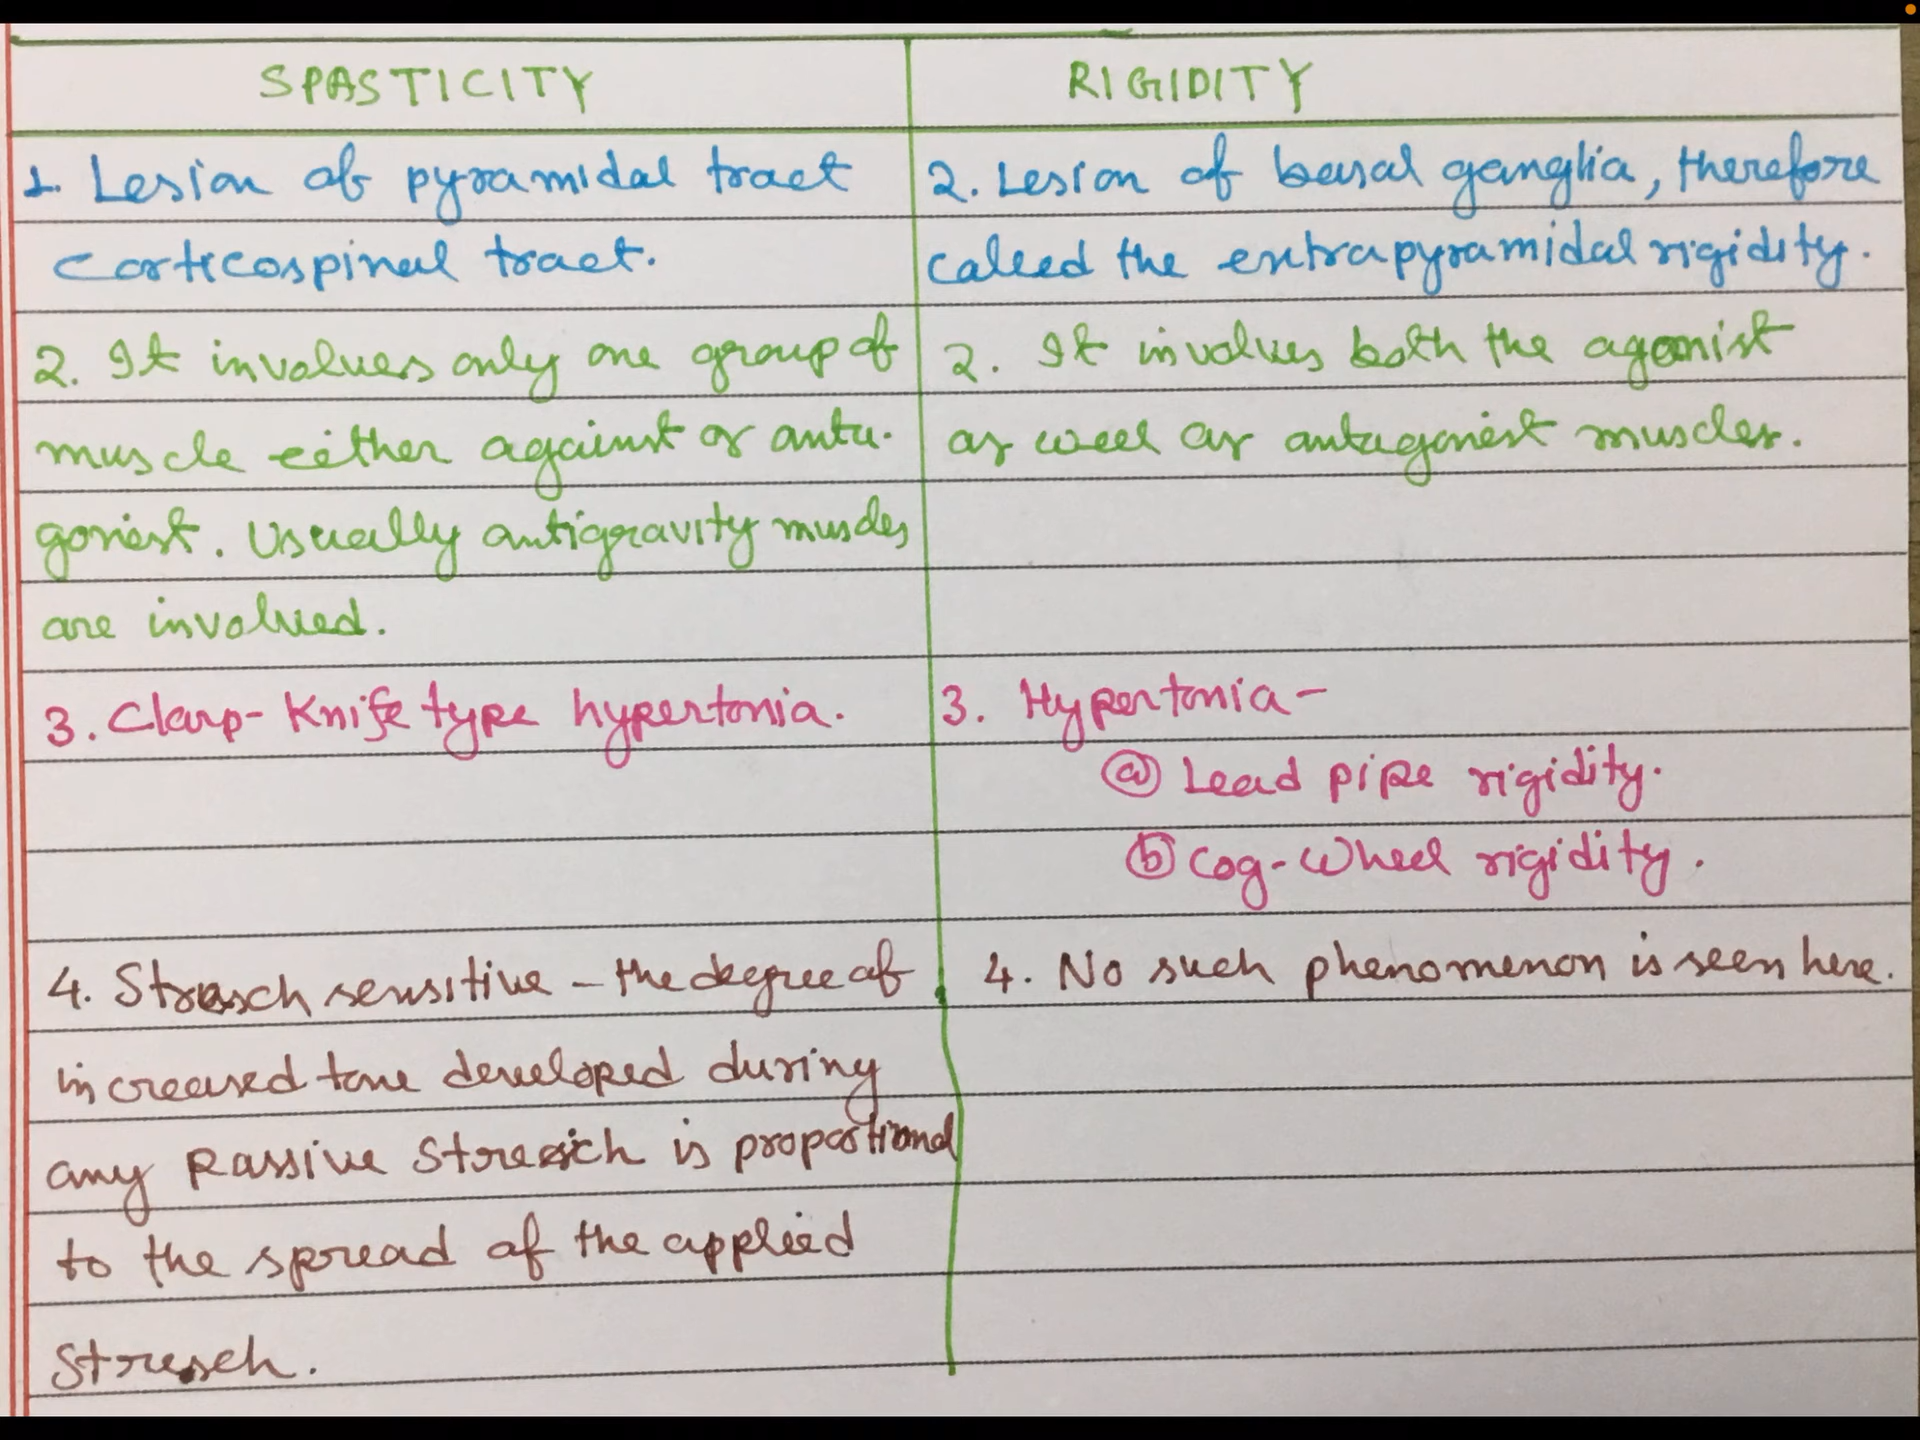 SPASTICITY
RIGIDITY
1. Lesion of pyramidal tract
corticospinal tract.
2. Lesion of basal ganglia, therefore
called the extrapyramidal rigidity.
2. It involves only one group of
muscle either against or anta-
gonist. Usually antigravity muscles
are involved.
2. It involves both the agonist
as well as antagonist muscles.
3. Clasp-Knife type hypertonia.
3. Hypertonia-
(a) Lead pipe rigidity.
(b) Cog-Wheel rigidity.
4. sensitive - the degree of
increased tone developed during
any passive is proportional
to the spread of the applied
4. No such phenomenon is seen here.